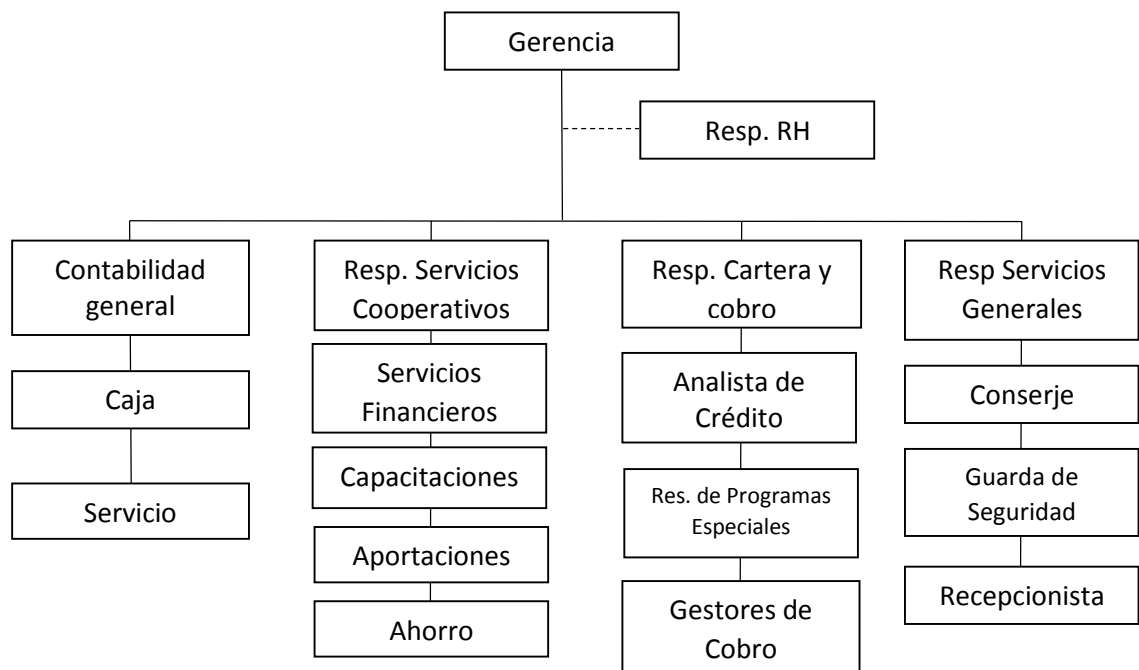 Gerencia
Resp. RH
Contabilidad
general
Caja
Servicio
Resp. Servicios
Cooperativos
Servicios
Financieros
Capacitaciones
Aportaciones
Ahorro
Resp. Cartera y
cobro
Analista de
Crédito
Res. de Programas
Especiales
Gestores de
Cobro
Resp Servicios
Generales
Conserje
Guarda de
Seguridad
Recepcionista